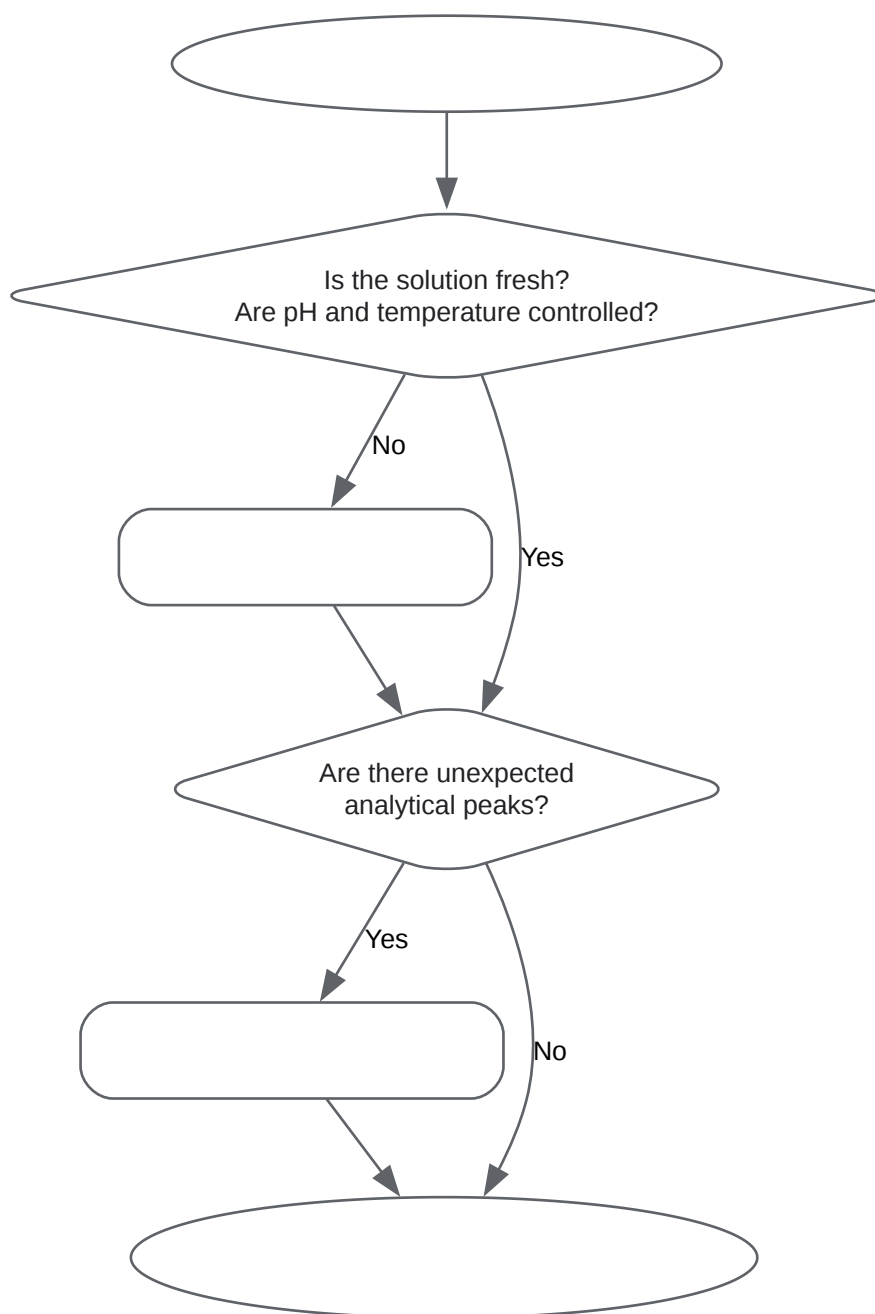 Is the solution fresh?
Are pH and temperature controlled?
No
Yes
Are there unexpected
analytical peaks?
Yes
No